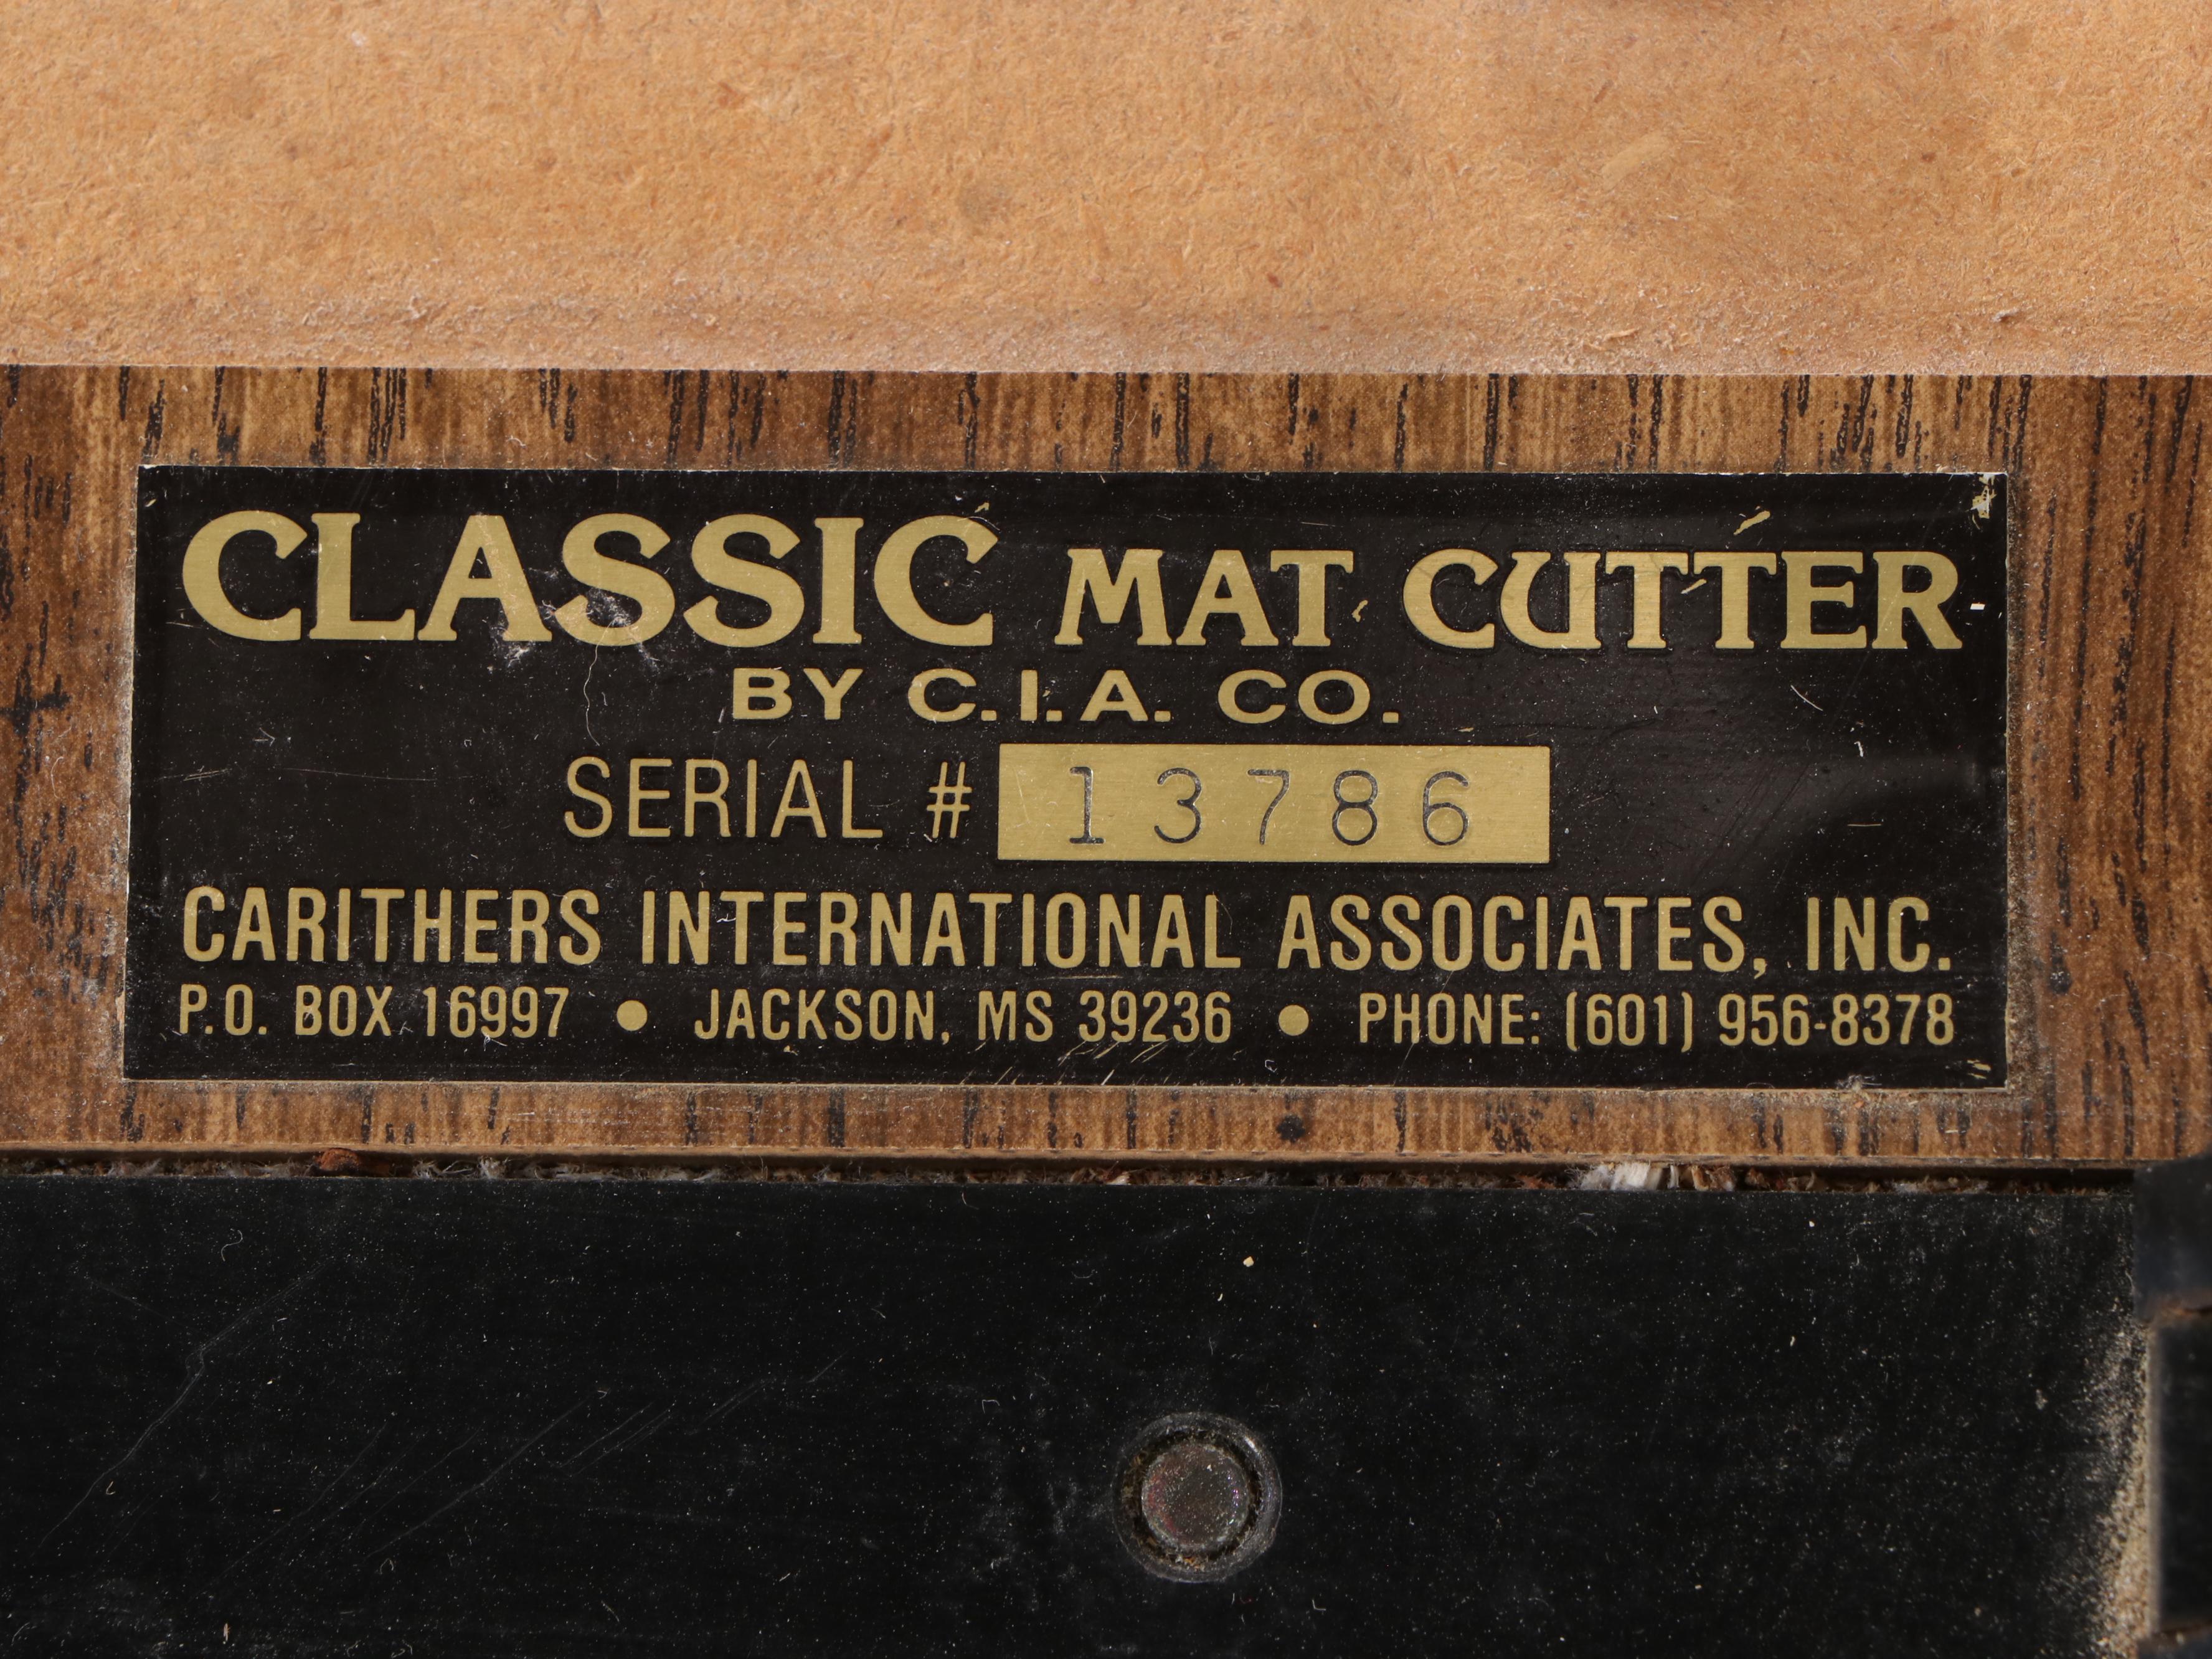 CLASSIC MAT CUTTER
BY C.I.A. CO.
SERIAL # 13786
CARITHERS INTERNATIONAL ASSOCIATES, INC.
P.O. BOX 16997 • JACKSON, MS 39236 • PHONE: (601) 956-8378